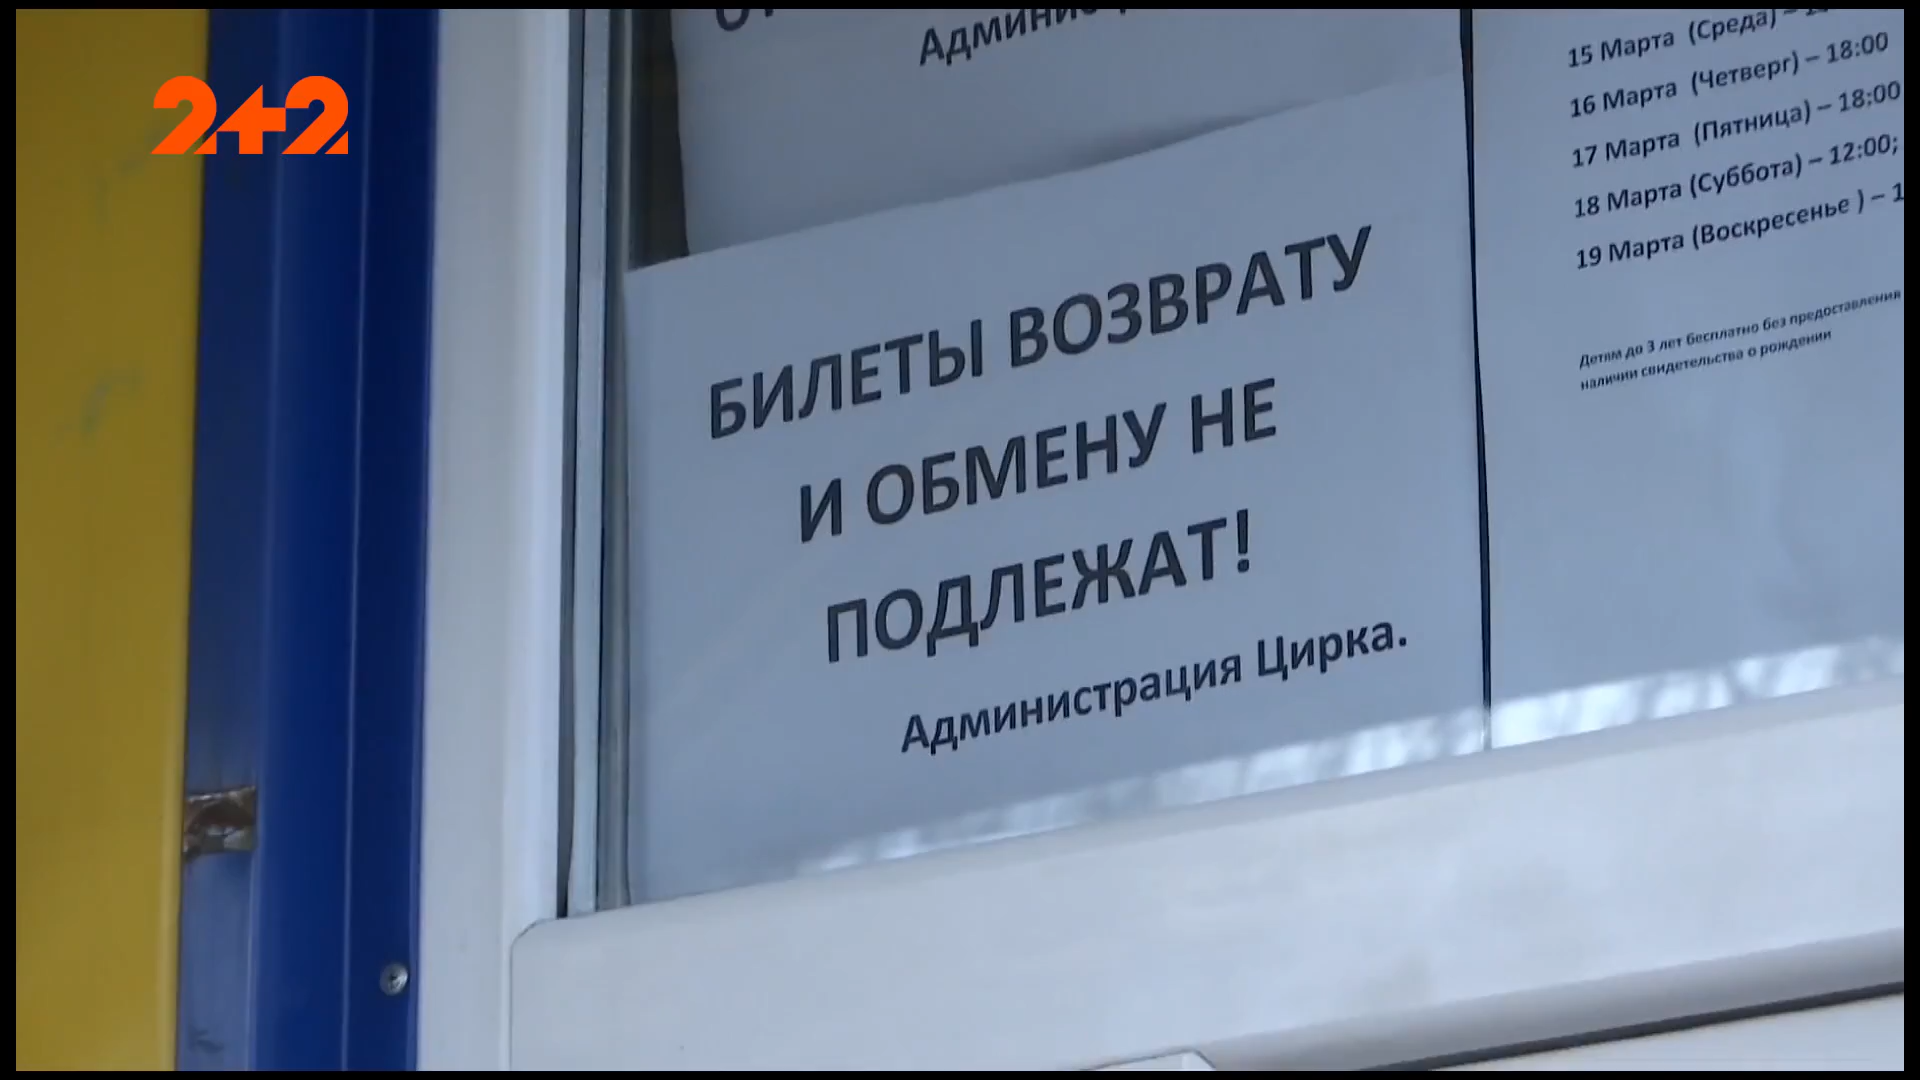 2+2
Админис
15 Марта (Среда) –
16 Марта (Четверг) – 18:00
17 Марта (Пятница) – 18:00
18 Марта (Суббота) – 12:00;
19 Марта (Воскресенье ) – 1
Детям до 3 лет бесплатно без предоставления
наличии свидетельства о рождении
БИЛЕТЫ ВОЗВРАТУ
И ОБМЕНУ НЕ
ПОДЛЕЖАТ!
Администрация Цирка.